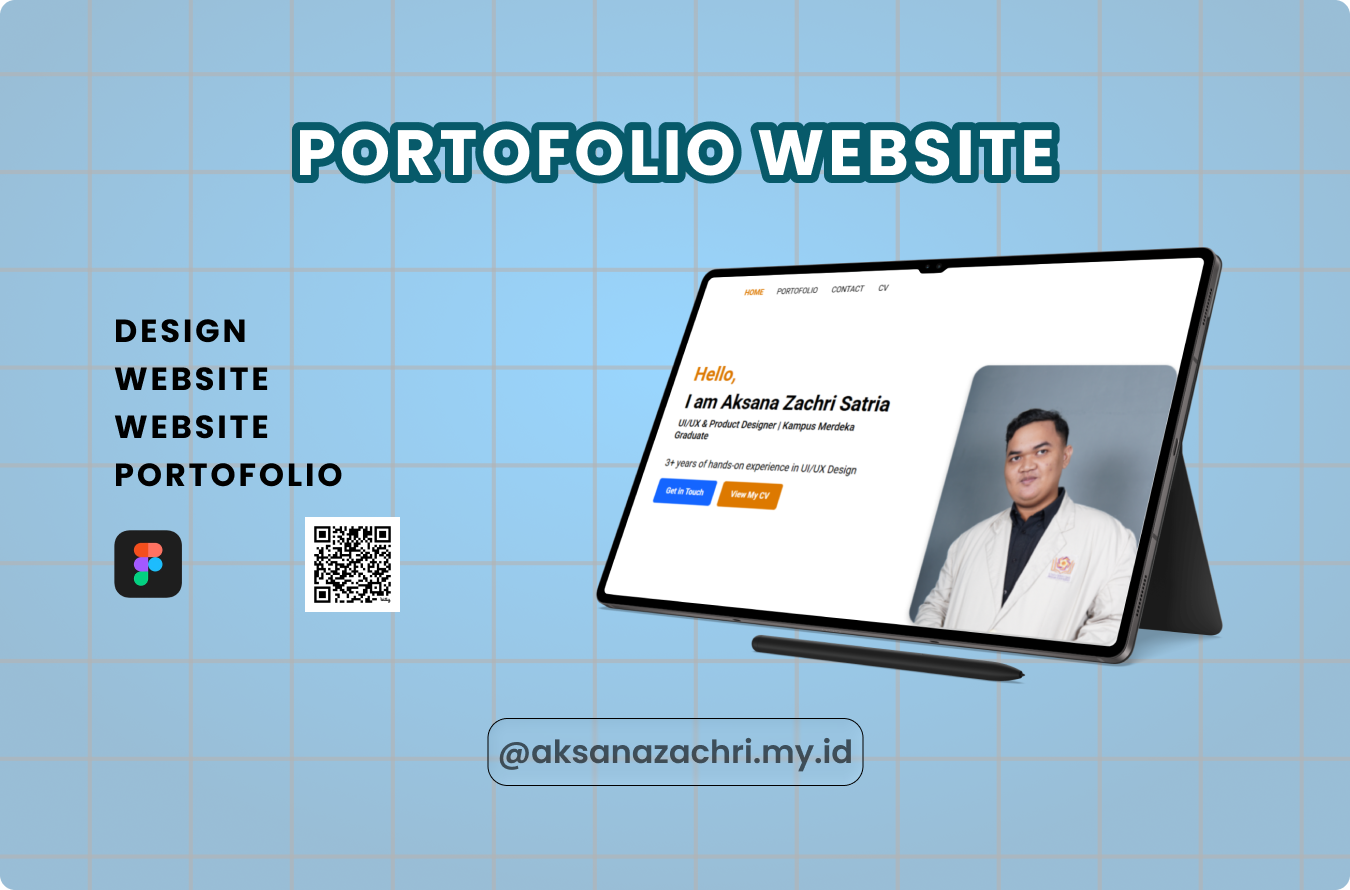 PORTOFOLIO WEBSITE
DESIGN
WEBSITE
WEBSITE
PORTOFOLIO
HOME PORTOFOLIO CONTACT CV
Hello,
I am Aksana Zachri Satria
UI/UX & Product Designer | Kampus Merdeka
Graduate
3+ years of hands-on experience in UI/UX Design
Get in Touch View My CV
@aksanazachri.my.id